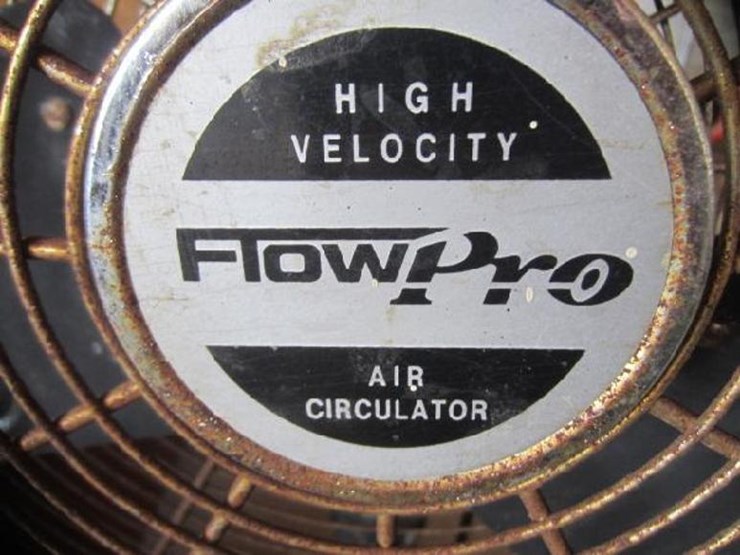 HIGH
VELOCITY
FlowPro
AIR
CIRCULATOR